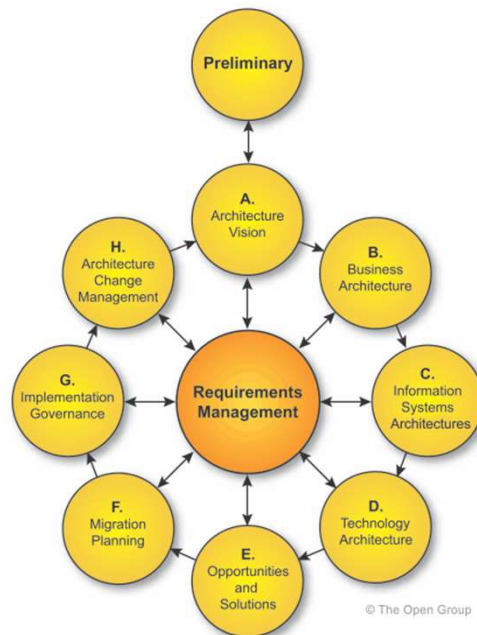 Preliminary
A.
Architecture
Vision
B.
Business
Architecture
C.
Information
Systems
Architectures
D.
Technology
Architecture
E.
Opportunities
and
Solutions
F.
Migration
Planning
G.
Implementation
Governance
H.
Architecture
Change
Management
Requirements
Management
© The Open Group